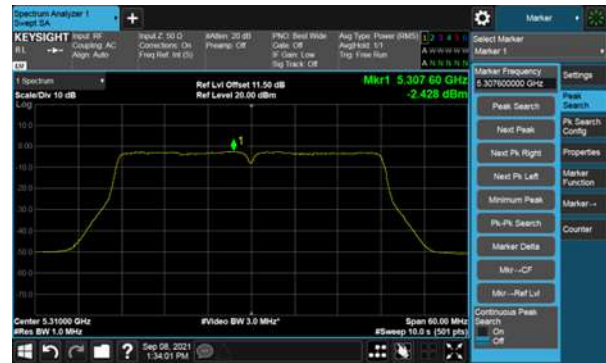 Spectrum Analyzer 1
Swept SA
+
Marker
KEYSIGHT
RL
Input: RF
Coupling: AC
Align: Auto
Input Z: 50 Ω
Corrections: On
Freq Ref: Int (S)
#Atten: 20 dB
Preamp: Off
PNO: Best Wide
Gate: Off
IF Gain: Low
Sig Track: Off
Avg Type: Power (RMS)
Avg|Hold: 1/1
Trig: Free Run
1 2 3 4 5 6
A W W W W W
A N N N N N
LW
Select Marker
Marker 1
1 Spectrum
Scale/Div 10 dB
Log
Ref Lvl Offset 11.50 dB
Ref Level 20.00 dBm
Mkr1 5.307 60 GHz
-2.428 dBm
1
10.0
0.00
-10.0
-20.0
-30.0
-40.0
-50.0
-60.0
-70.0
Center 5.31000 GHz
#Res BW 1.0 MHz
#Video BW 3.0 MHz*
Span 60.00 MHz
#Sweep 10.0 s (501 pts)
Marker Frequency
5.307600000 GHz
Peak Search
Next Peak
Next Pk Right
Next Pk Left
Minimum Peak
Pk-Pk Search
Marker Delta
Mkr→CF
Mkr→Ref Lvl
Continuous Peak
Search
On
Off
Settings
Peak
Search
Pk Search
Config
Properties
Marker
Function
Marker→
Counter
?
Sep 08, 2021
1:34:01 PM